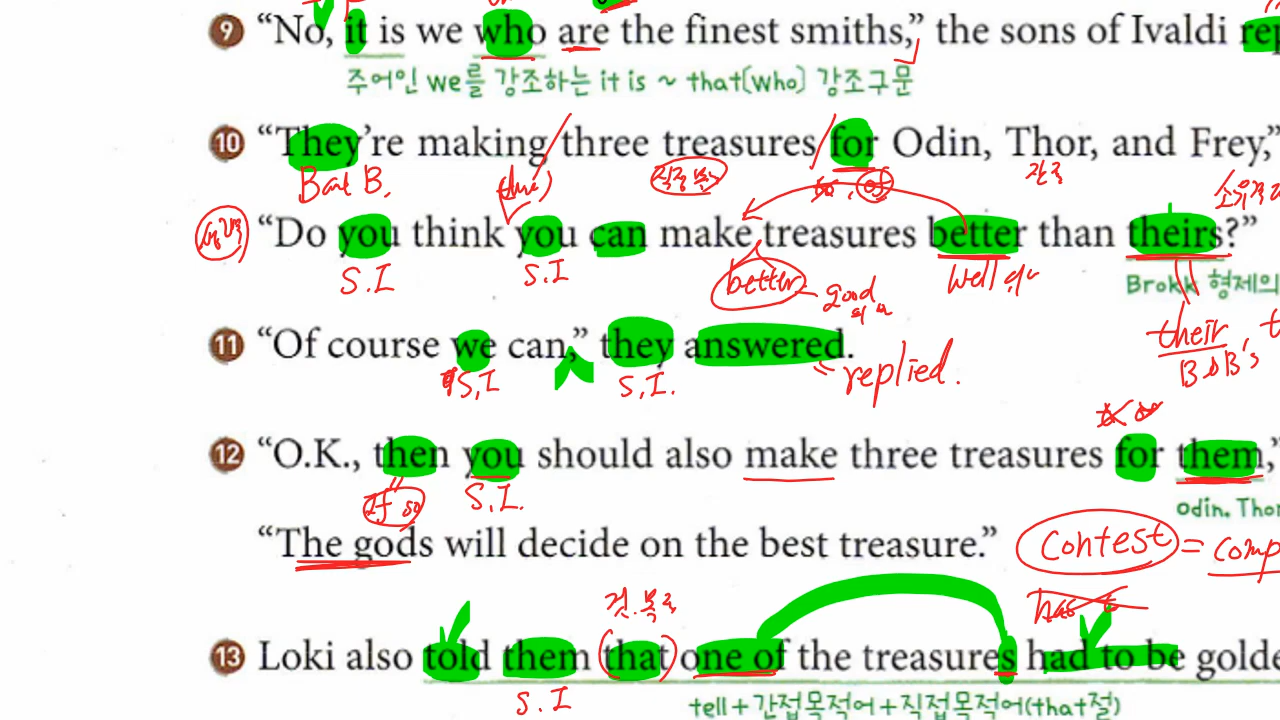 9 “No, it is we who are the finest smiths,” the sons of Ivaldi rep
주어인 we를 강조하는 it is ~ that(who) 강조구문
10 “They’re making three treasures for Odin, Thor, and Frey,”
Band B.
“Do you think you can make treasures better than theirs?”
S.I S.I better good well Brokk 형제의
11 “Of course we can,” they answered.
S,I S.I. replied. their
12 “O.K., then you should also make three treasures for them,”
If so S.I. Odin, Thor
“The gods will decide on the best treasure.” Contest = comp
13 Loki also told them that one of the treasures had to be golde
S.I tell+간접목적어+직접목적어(that절)